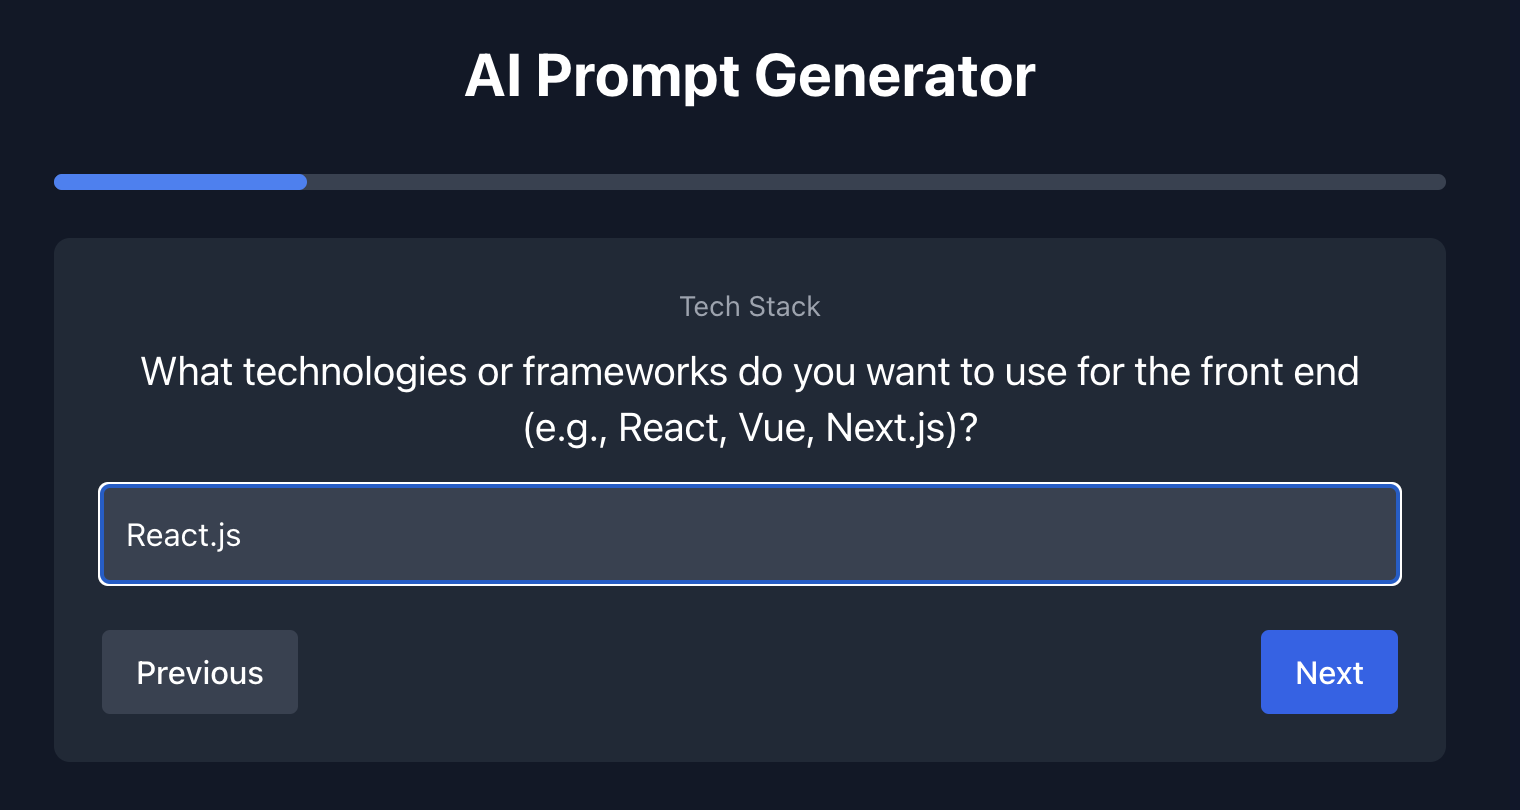 AI Prompt Generator
Tech Stack
What technologies or frameworks do you want to use for the front end
(e.g., React, Vue, Next.js)?
React.js
Previous
Next